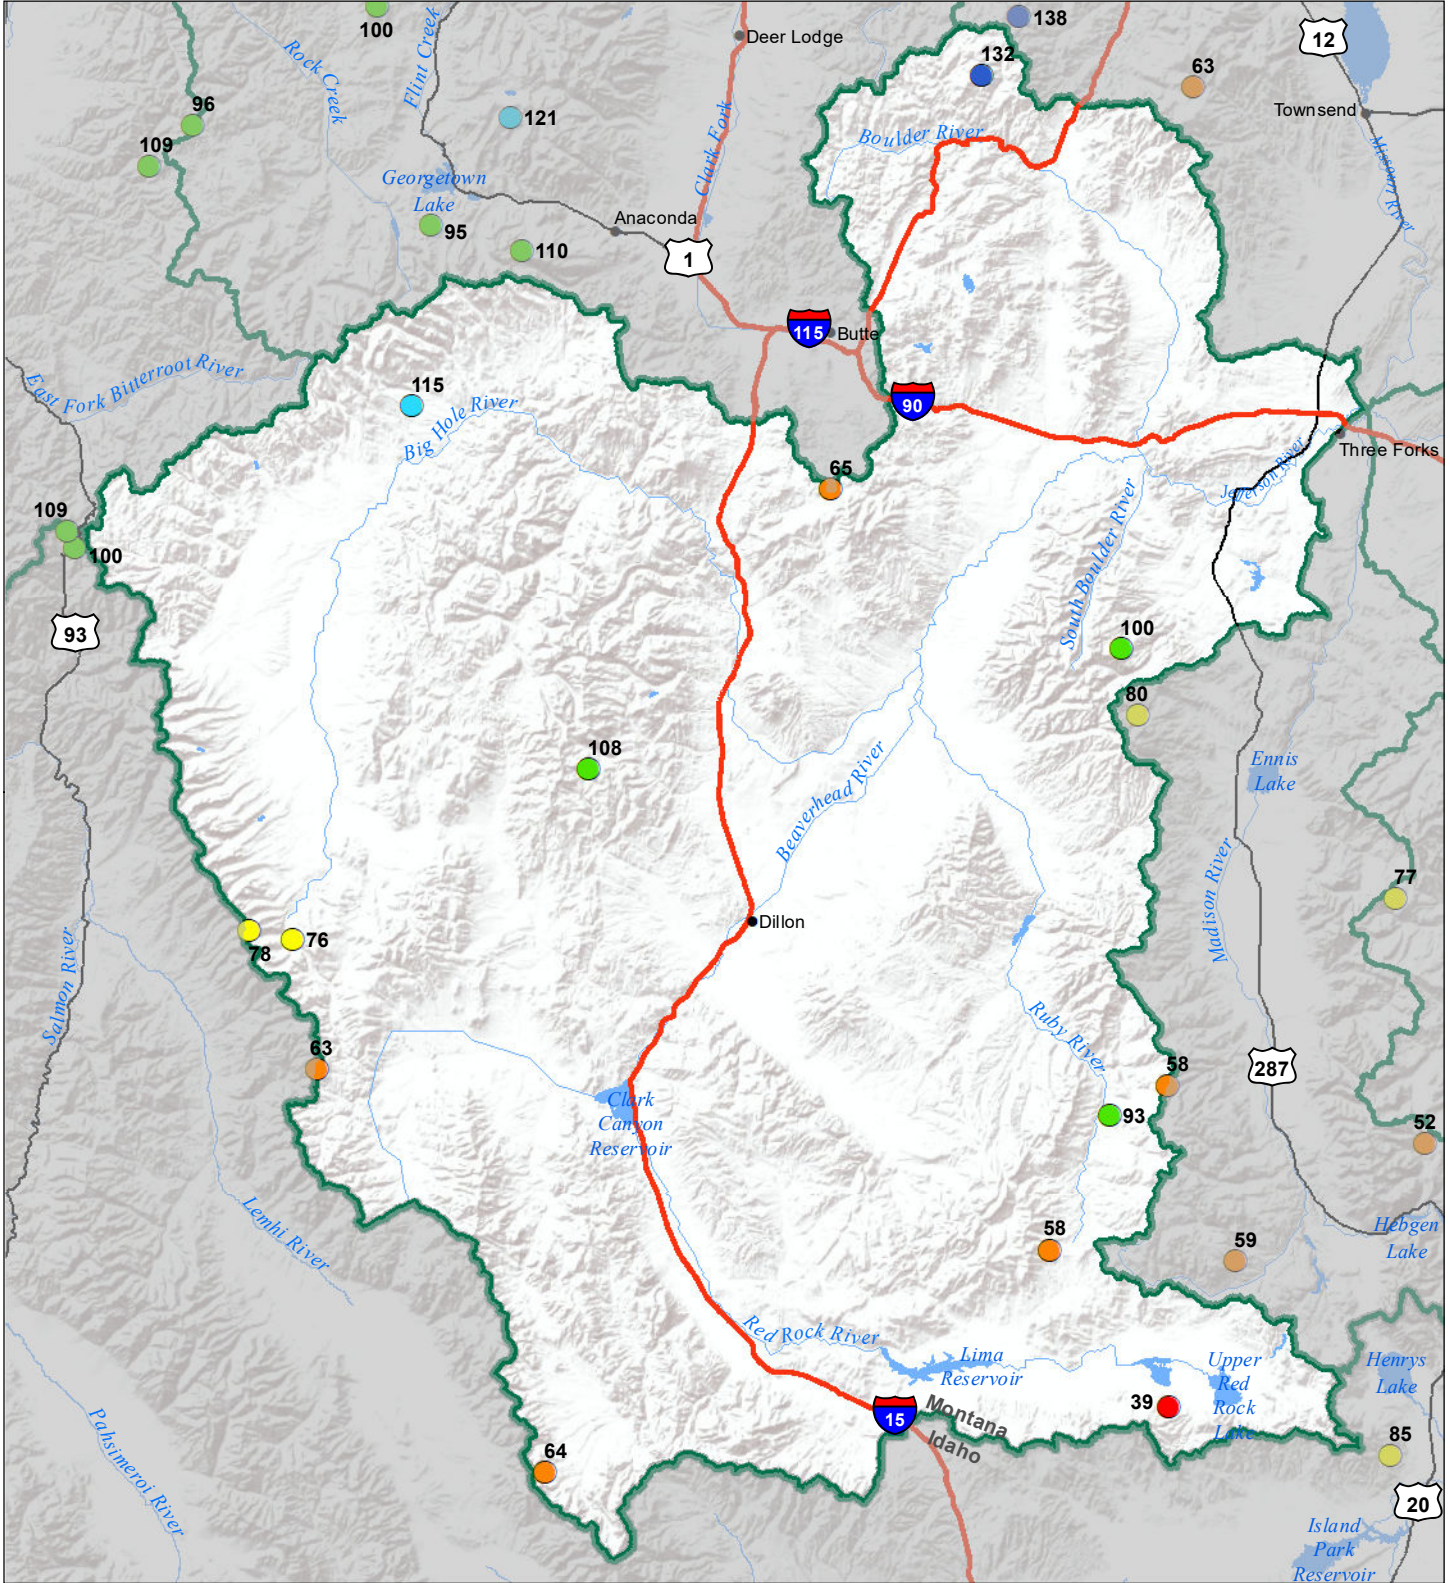 100
Flint Creek
Rock Creek
Deer Lodge
138
132
12
63
Townsend
96
121
109
Clark Fork
Boulder River
Missouri River
Georgetown
Lake
95
110
Anaconda
1
115
Butte
East Fork Bitterroot River
115
Big Hole River
90
Three Forks
Jefferson River
65
109
100
South Boulder River
93
100
80
108
Ennis
Lake
Beaverhead River
77
Madison River
Dillon
78
76
Salmon River
Ruby River
63
58
287
Clark
Canyon
Reservoir
93
52
Lemhi River
58
59
Hebgen
Lake
Red Rock River
Lima
Reservoir
Upper
Red
Rock
Lake
Henrys
Lake
39
15
Montana
Idaho
64
85
Pahsimeroi River
20
Island
Park
Reservoir